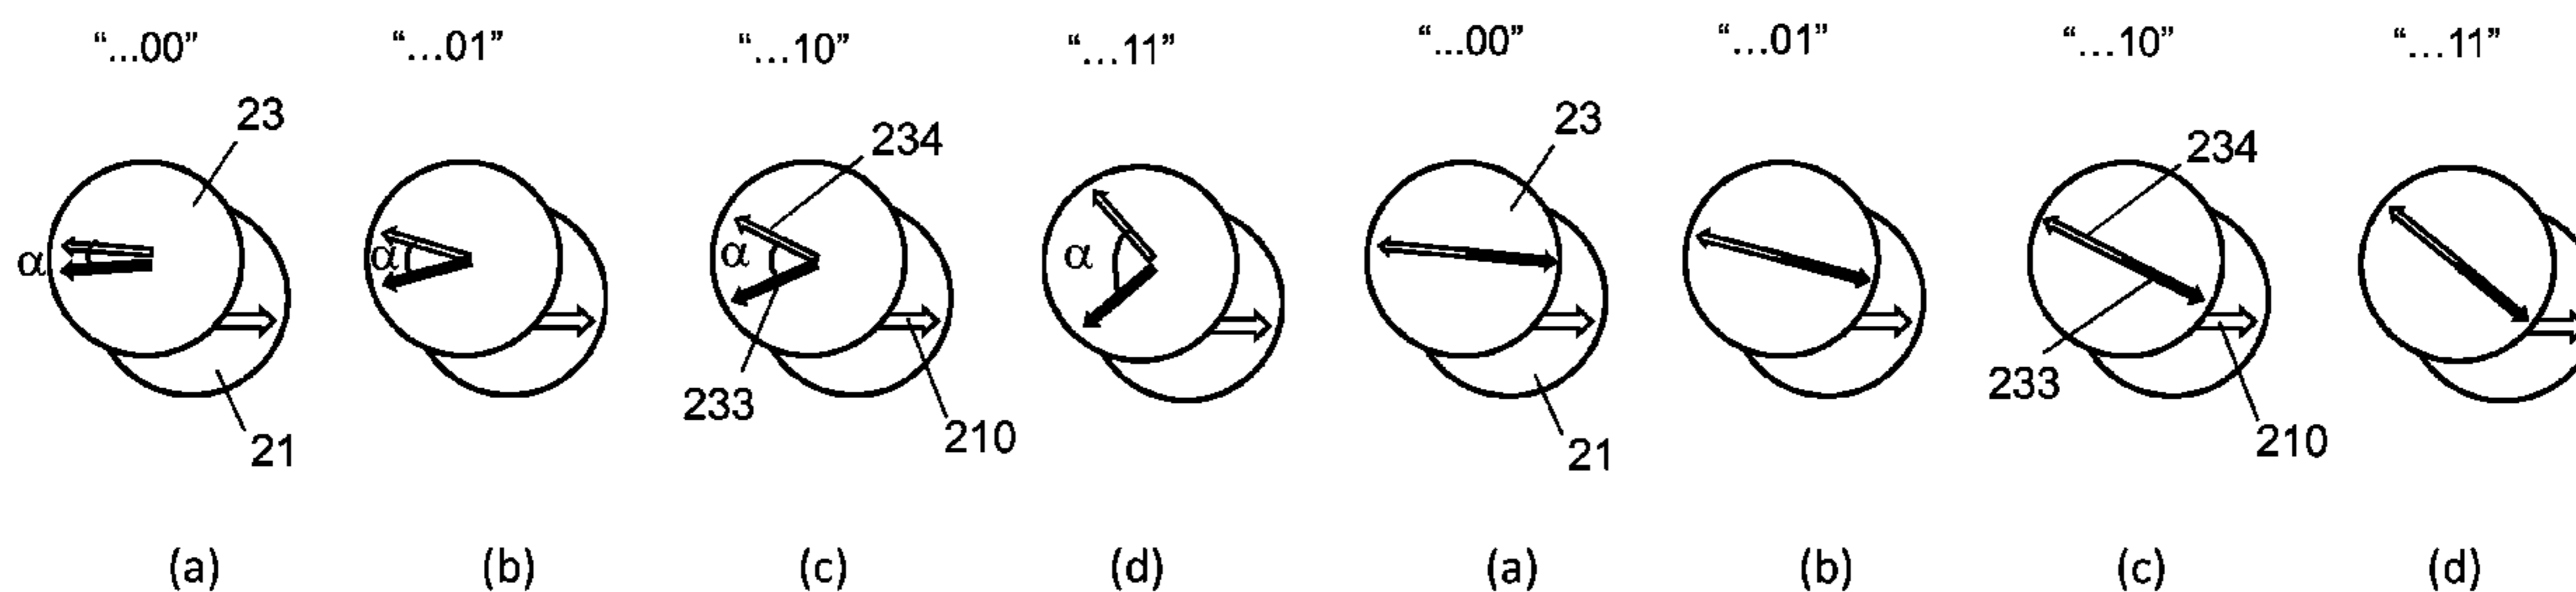 “...00” “...01” “...10” “...11” “...00” “...01” “...10” “...11”
23 234 23 234
α α α α
233 210 233 210
21 21
(a) (b) (c) (d) (a) (b) (c) (d)